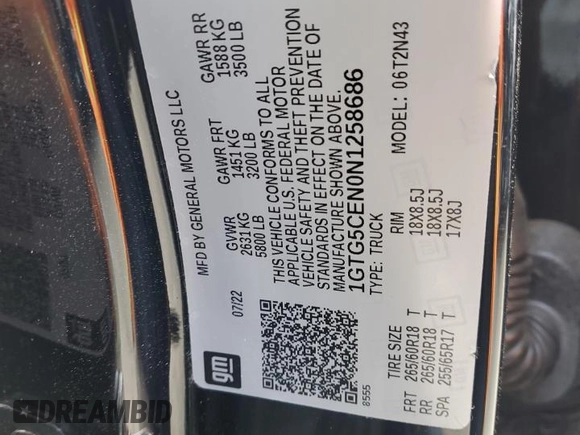 MFD BY GENERAL MOTORS LLC
07/22
GVWR
2631 KG
5800 LB
GAWR FRT
1451 KG
3200 LB
GAWR RR
1588 KG
3500 LB
THIS VEHICLE CONFORMS TO ALL
APPLICABLE U.S. FEDERAL MOTOR
VEHICLE SAFETY AND THEFT PREVENTION
STANDARDS IN EFFECT ON THE DATE OF
MANUFACTURE SHOWN ABOVE.
1GTG5CEN0N1258686
TYPE: TRUCK
MODEL: 06T2N43
gm
8555
TIRE SIZE
RIM
FRT 265/60R18 T 18X8.5J
RR 265/60R18 T 18X8.5J
SPA 255/65R17 T 17X8J
DREAMBID